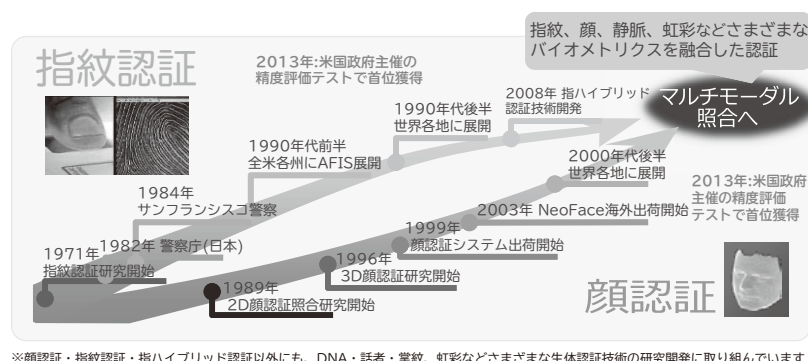 指紋、顔、静脈、虹彩などさまざまな
バイオメトリクスを融合した認証
指紋認証
2013年:米国政府主催の
精度評価テストで首位獲得
マルチモーダル
照合へ
2008年 指ハイブリッド
認証技術開発
1990年代後半
世界各地に展開
1990年代前半
全米各州にAFIS展開
2000年代後半
世界各地に展開
2013年:米国政府
主催の精度評価
テストで首位獲得
1984年
サンフランシスコ警察
2003年 NeoFace海外出荷開始
1999年
顔認証システム出荷開始
1982年 警察庁(日本)
1971年
指紋認証研究開始
1996年
3D顔認証研究開始
1989年
2D顔認証照合研究開始
顔認証
※顔認証・指紋認証・指ハイブリッド認証以外にも、DNA・話者・掌紋、虹彩などさまざまな生体認証技術の研究開発に取り組んでいます